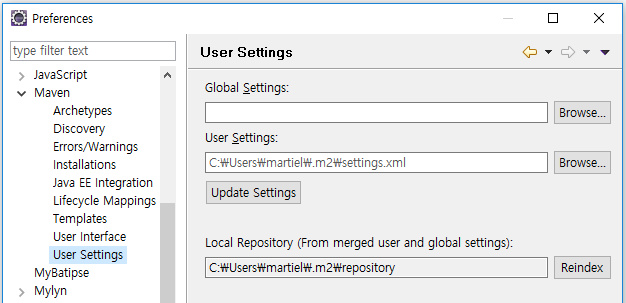 Preferences
type filter text
User Settings
JavaScript
Maven
Archetypes
Discovery
Errors/Warnings
Installations
Java EE Integration
Lifecycle Mappings
Templates
User Interface
User Settings
MyBatipse
Mylyn
Global Settings:
Browse...
User Settings:
C:₩Users₩martiel₩.m2₩settings.xml
Browse...
Update Settings
Local Repository (From merged user and global settings):
C:₩Users₩martiel₩.m2₩repository
Reindex